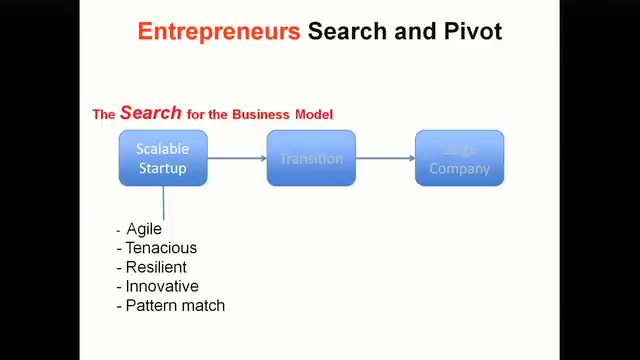 Entrepreneurs Search and Pivot
The Search for the Business Model
Scalable
Startup
Transition
Large
Company
- Agile
- Tenacious
- Resilient
- Innovative
- Pattern match